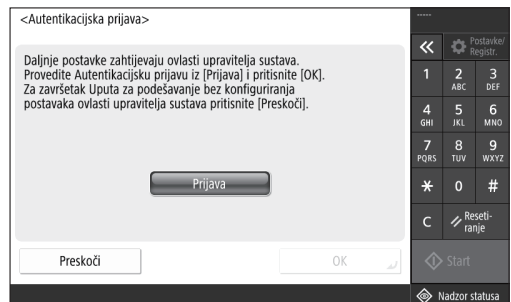 <Autentikacijska prijava>
Daljnje postavke zahtijevaju ovlasti upravitelja sustava.
Provedite Autentikacijsku prijavu iz [Prijava] i pritisnite [OK].
Za završetak Uputa za podešavanje bez konfiguriranja
postavaka ovlasti upravitelja sustava pritisnite [Preskoči].
Prijava
Preskoči
OK
-----
Postavke/
Registr.
1
2
ABC
3
DEF
4
GHI
5
JKL
6
MNO
7
PQRS
8
TUV
9
WXYZ
*
0
#
C
Reseti-
ranje
Start
Nadzor statusa